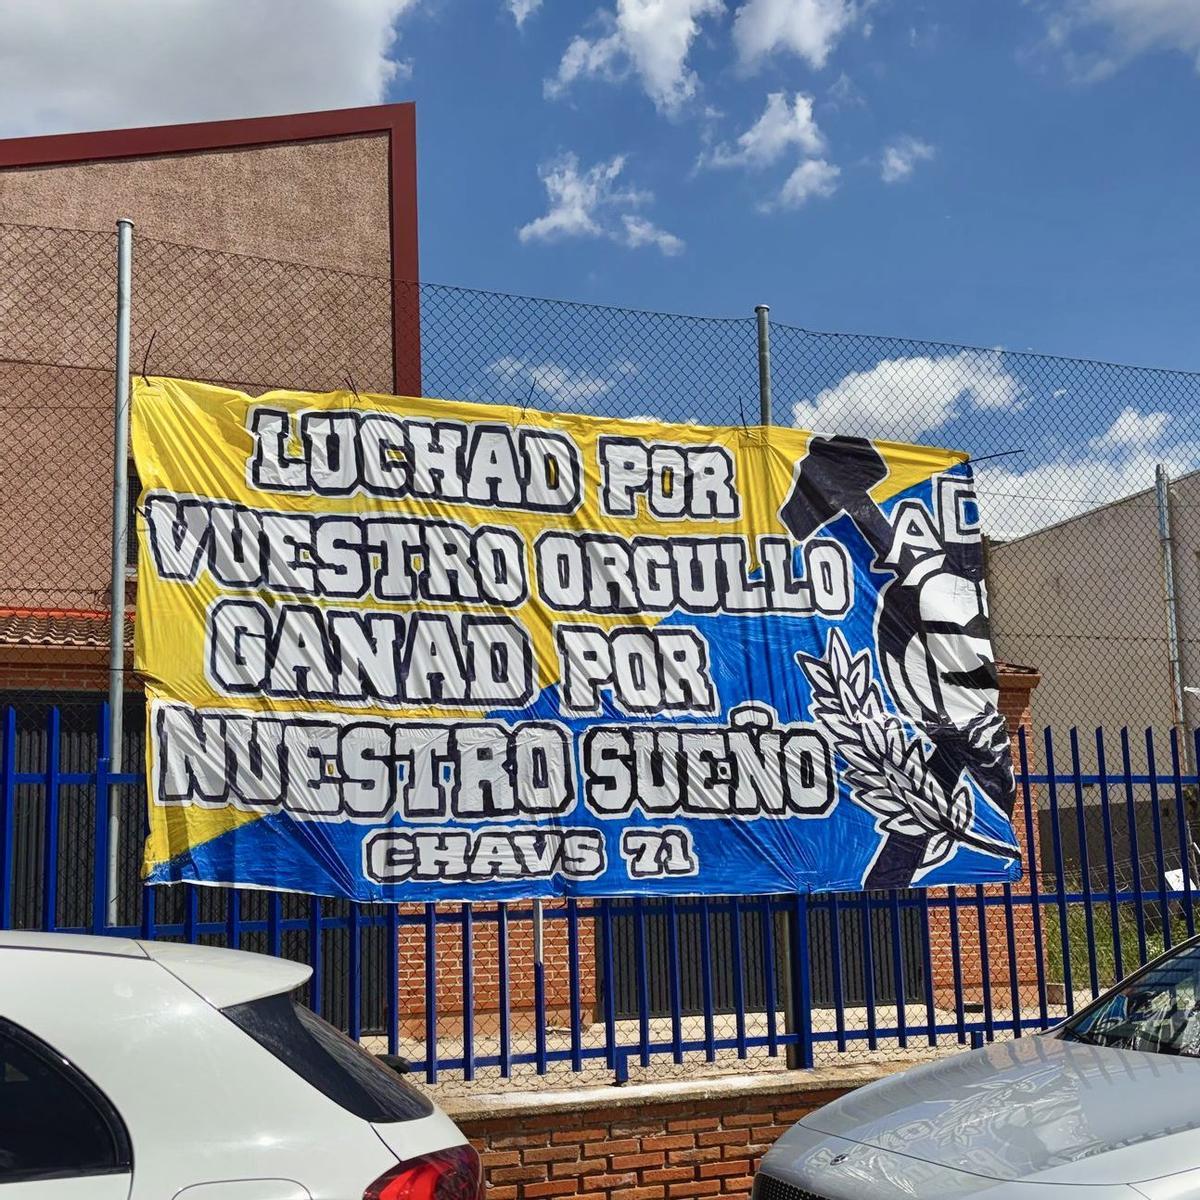 LUCHAD POR
VUESTRO ORGULLO
GANAD POR
NUESTRO SUEÑO
CHAVS 71